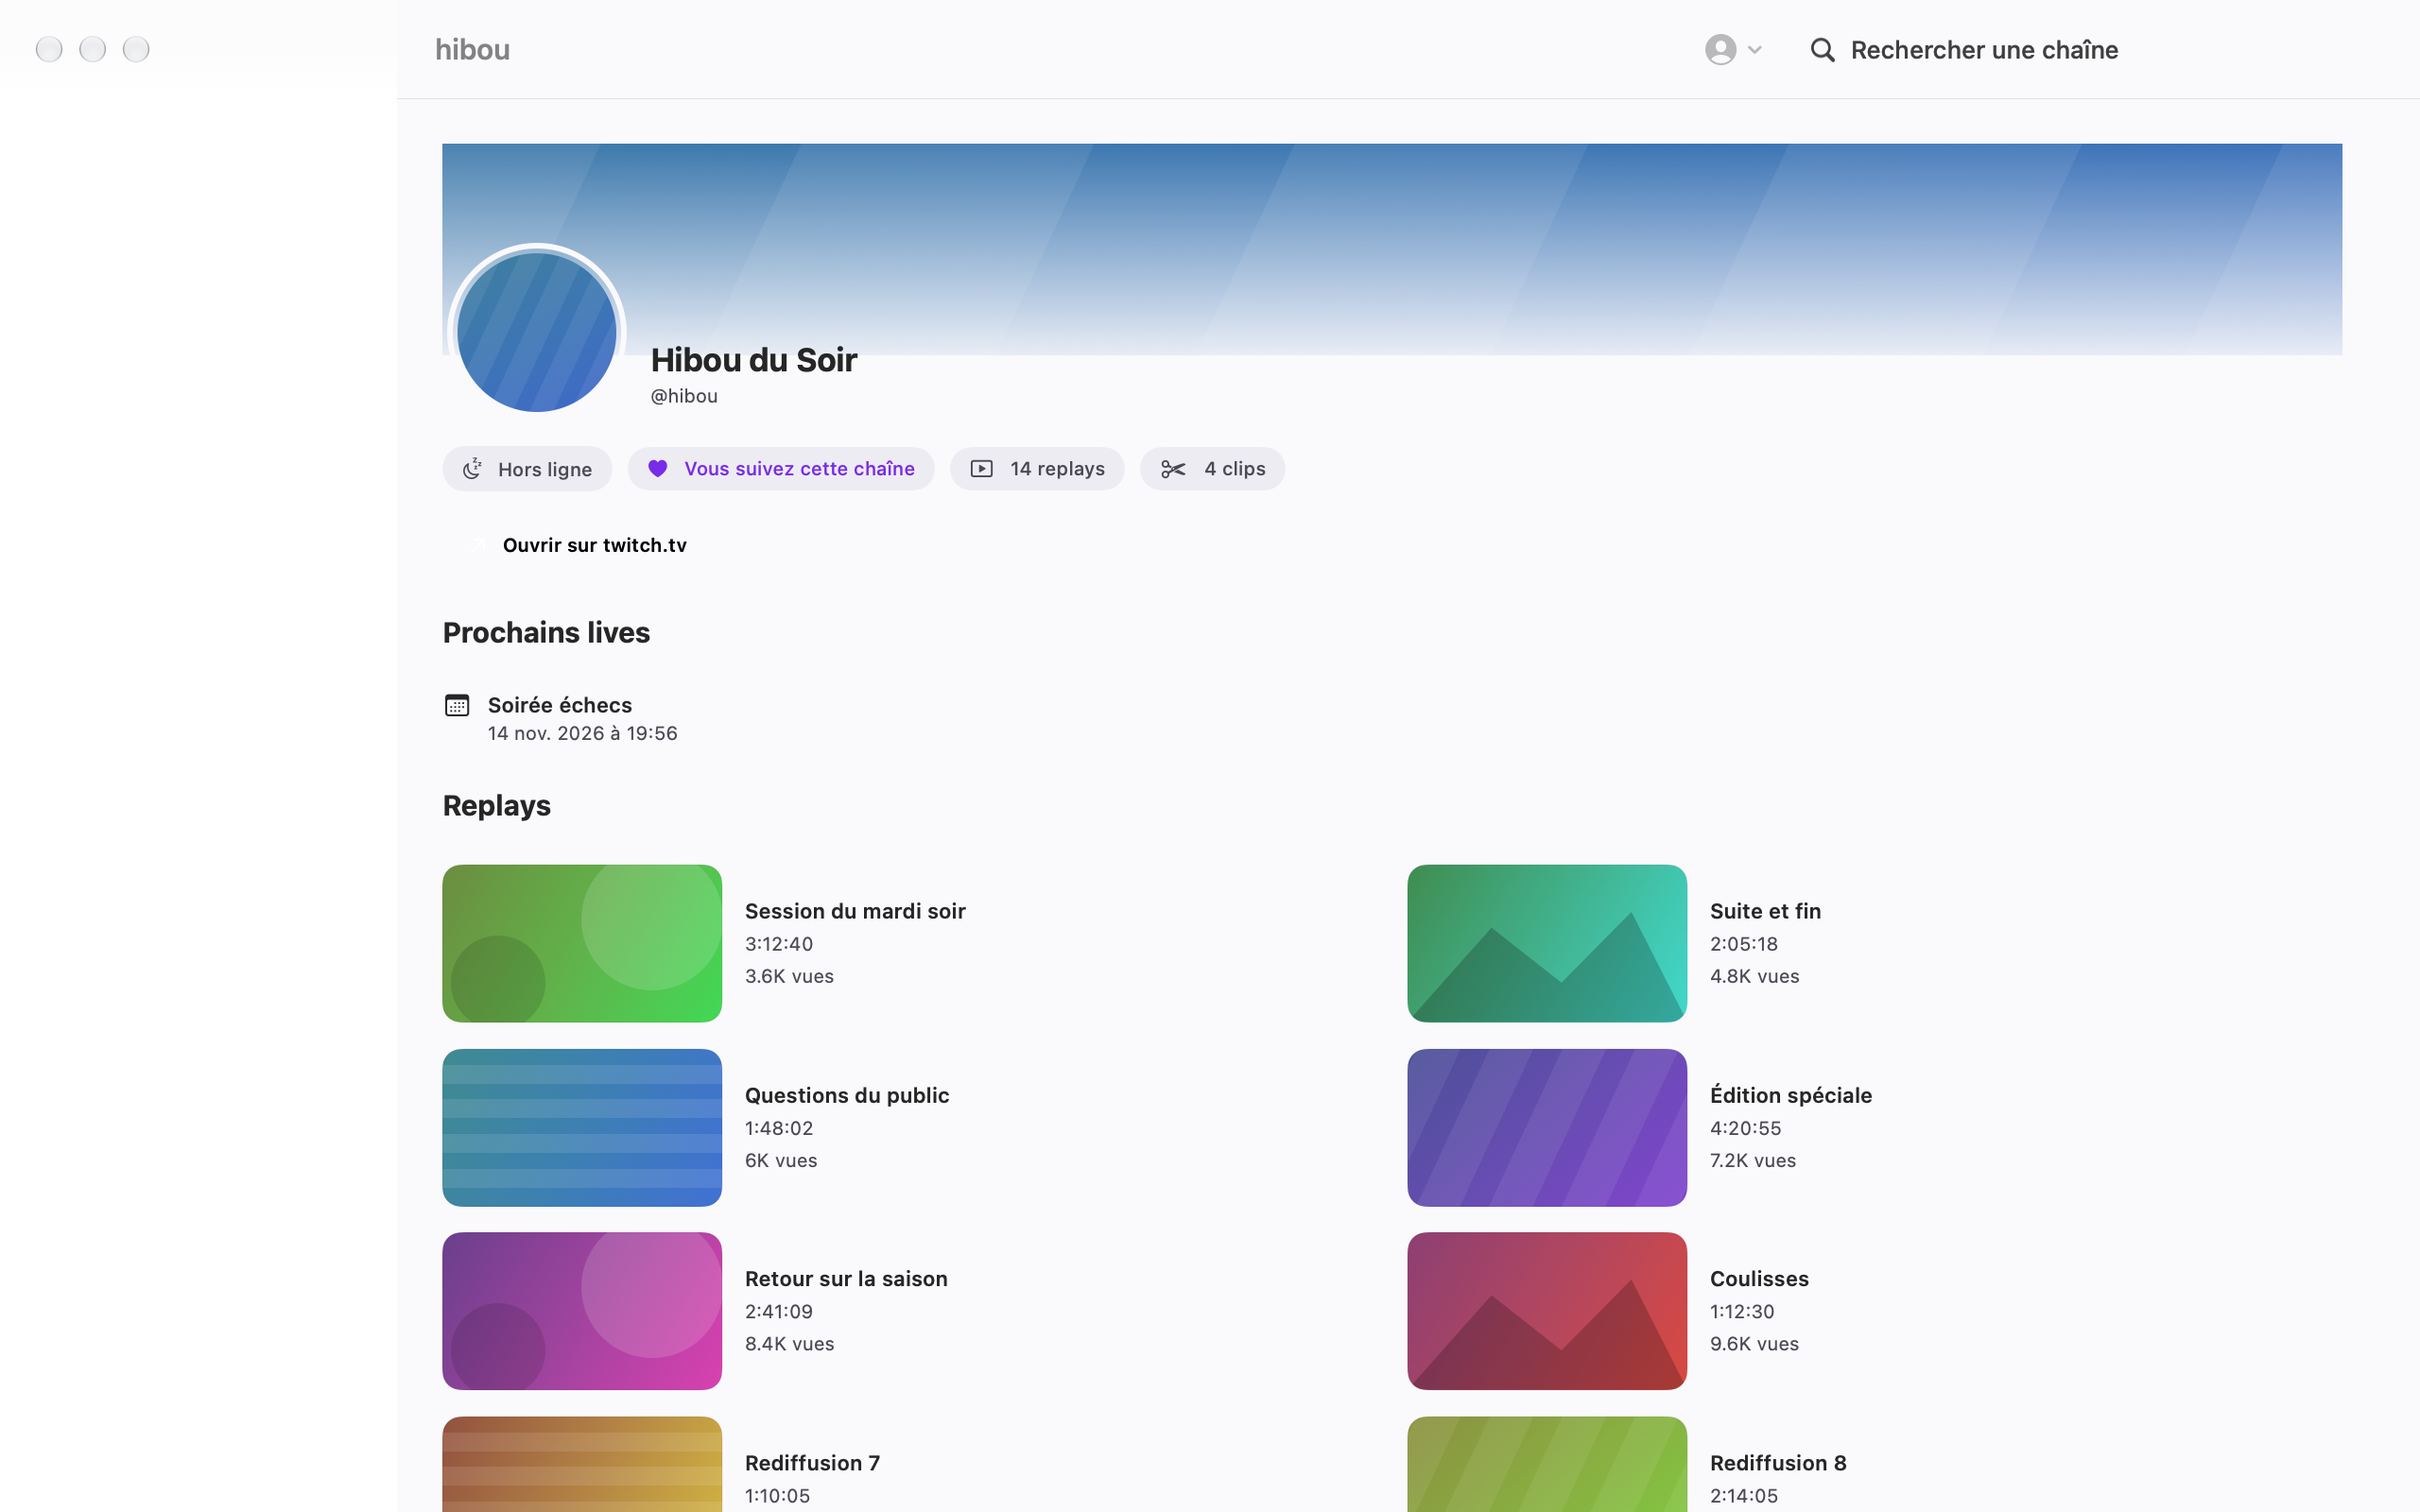 hibou
Rechercher une chaîne
Hibou du Soir
@hibou
Hors ligne
Vous suivez cette chaîne
14 replays
4 clips
Ouvrir sur twitch.tv
Prochains lives
Soirée échecs
14 nov. 2026 à 19:56
Replays
Session du mardi soir
3:12:40
3.6K vues
Suite et fin
2:05:18
4.8K vues
Questions du public
1:48:02
6K vues
Édition spéciale
4:20:55
7.2K vues
Retour sur la saison
2:41:09
8.4K vues
Coulisses
1:12:30
9.6K vues
Rediffusion 7
1:10:05
Rediffusion 8
2:14:05